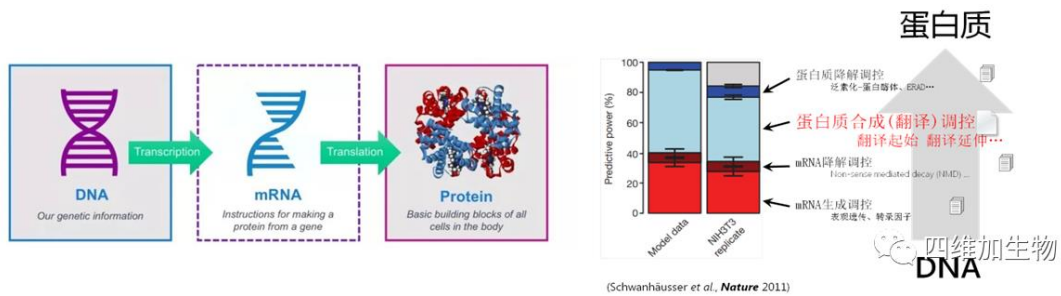 Transcription
Translation
DNA
Our genetic information
mRNA
Instructions for making a
protein from a gene
Protein
Basic building blocks of all
cells in the body
Predictive power (%)
100
80
60
40
20
0
Model data
NIH3T3
replicate
(Schwanhäusser et al., Nature 2011)
蛋白质
蛋白质降解调控
泛素化-蛋白酶体、ERAD…
蛋白质合成(翻译)调控
翻译起始 翻译延伸…
mRNA降解调控
Non-sense mediated decay (NMD) ...
mRNA生成调控
表观遗传、转录因子
DNA
四维加生物